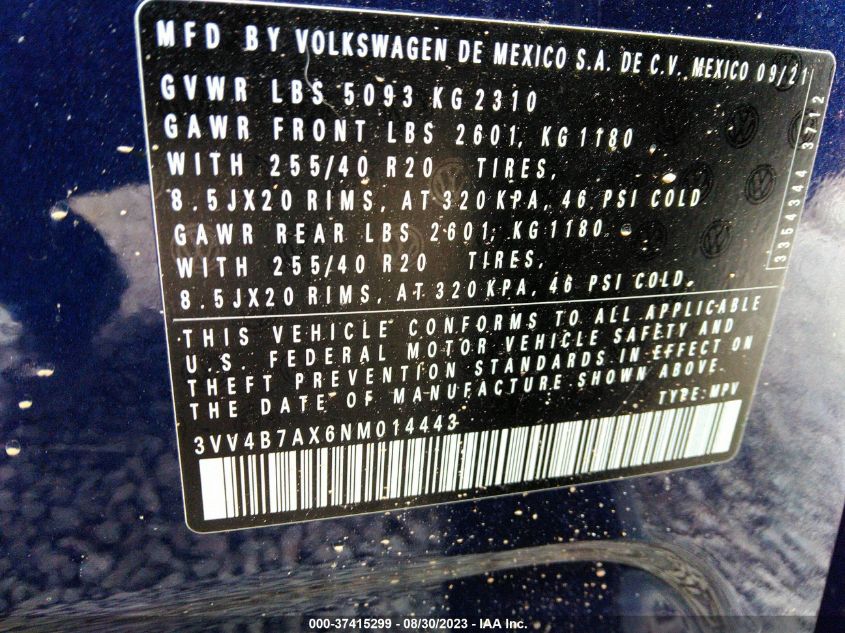 MFD BY VOLKSWAGEN DE MEXICO S.A. DE C.V. MEXICO 09/21
GVWR LBS 5093 KG 2310
GAWR FRONT LBS 2601, KG 1180
WITH 255/40 R20 TIRES,
8.5JX20 RIMS, AT 320 KPA, 46 PSI COLD
GAWR REAR LBS 2601, KG 1180
WITH 255/40 R20 TIRES,
8.5JX20 RIMS, AT 320 KPA, 46 PSI COLD.
3354344 3712
THIS VEHICLE CONFORMS TO ALL APPLICABLE
U.S. FEDERAL MOTOR VEHICLE SAFETY AND
THEFT PREVENTION STANDARDS IN EFFECT ON
THE DATE OF MANUFACTURE SHOWN ABOVE.
TYPE: MPV
3VV4B7AX6NM014443
000-37415299 - 08/30/2023 - IAA Inc.